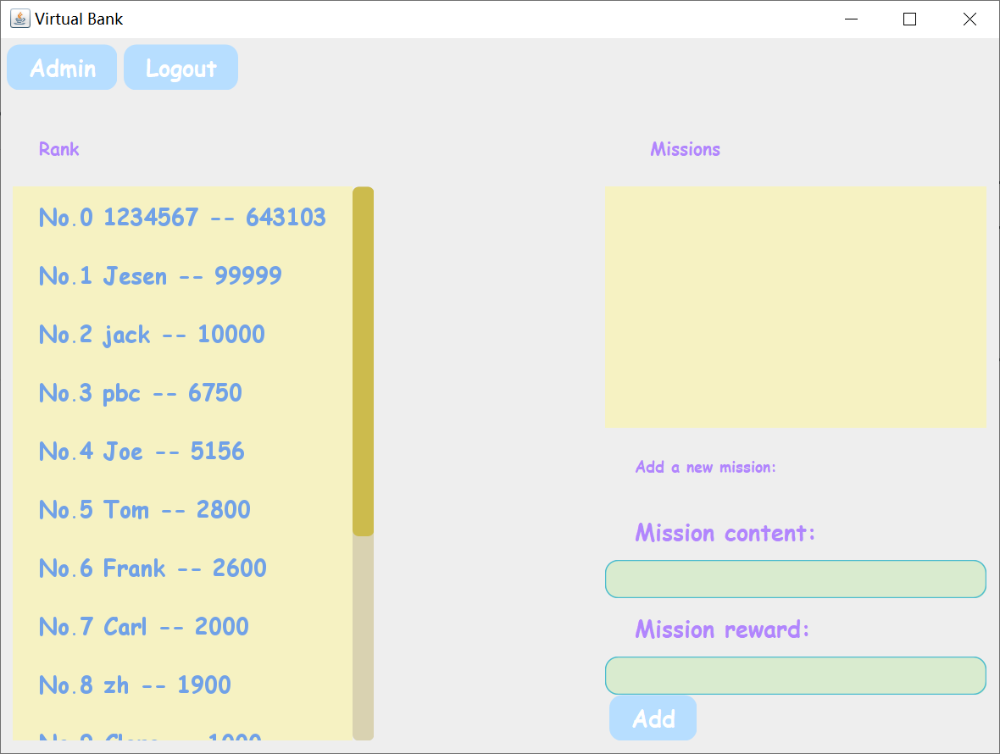 Virtual Bank
Admin Logout
Rank
No.0 1234567 -- 643103
No.1 Jesen -- 99999
No.2 jack -- 10000
No.3 pbc -- 6750
No.4 Joe -- 5156
No.5 Tom -- 2800
No.6 Frank -- 2600
No.7 Carl -- 2000
No.8 zh -- 1900
Missions
Add a new mission:
Mission content:
Mission reward:
Add